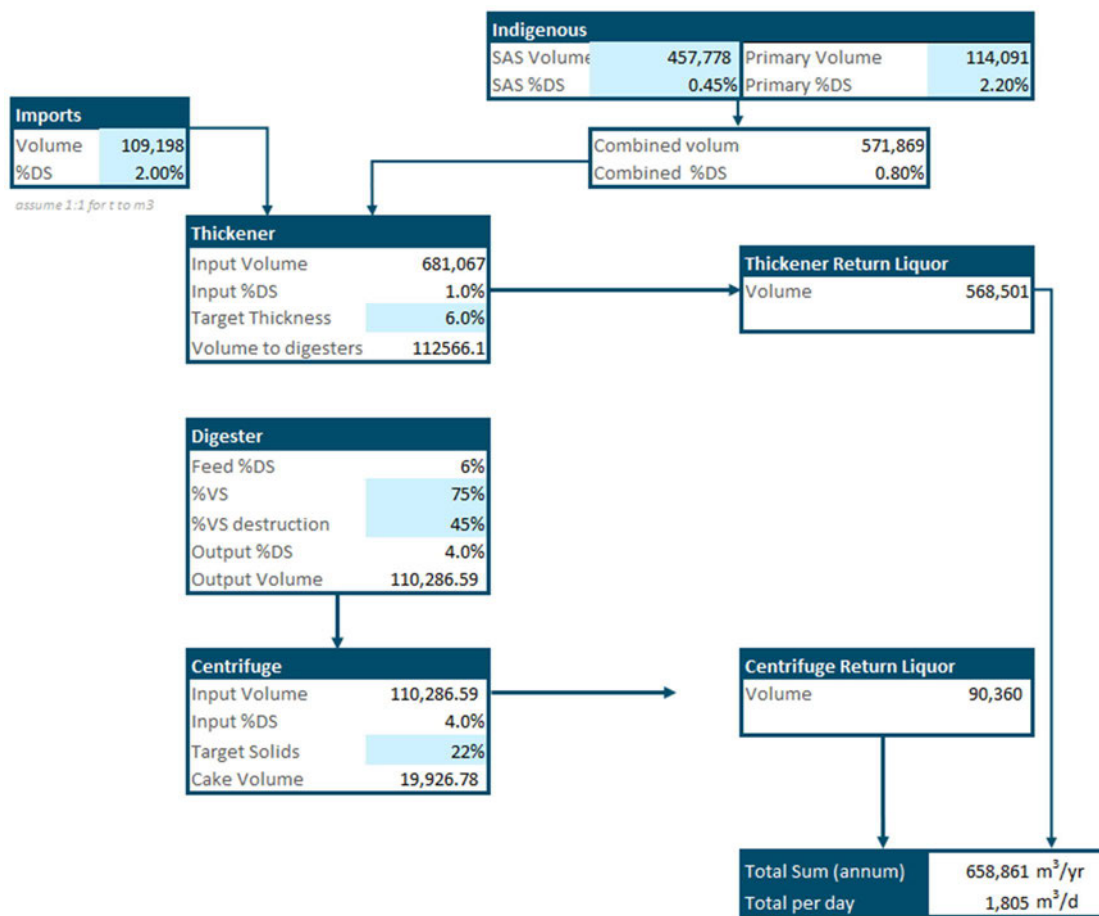 Indigenous
SAS Volume 457,778 Primary Volume 114,091
SAS %DS 0.45% Primary %DS 2.20%
Imports
Volume 109,198
%DS 2.00%
assume 1:1 for t to m3
Combined volum 571,869
Combined %DS 0.80%
Thickener
Input Volume 681,067
Input %DS 1.0%
Target Thickness 6.0%
Volume to digesters 112566.1
Thickener Return Liquor
Volume 568,501
Digester
Feed %DS 6%
%VS 75%
%VS destruction 45%
Output %DS 4.0%
Output Volume 110,286.59
Centrifuge
Input Volume 110,286.59
Input %DS 4.0%
Target Solids 22%
Cake Volume 19,926.78
Centrifuge Return Liquor
Volume 90,360
Total Sum (annum) 658,861 m³/yr
Total per day 1,805 m³/d